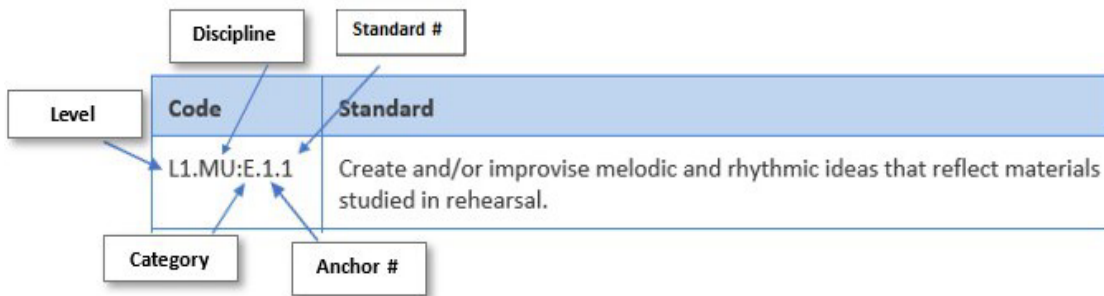 Discipline
Standard #
Level
Code
Standard
L1.MU:E.1.1
Create and/or improvise melodic and rhythmic ideas that reflect materials
studied in rehearsal.
Category
Anchor #